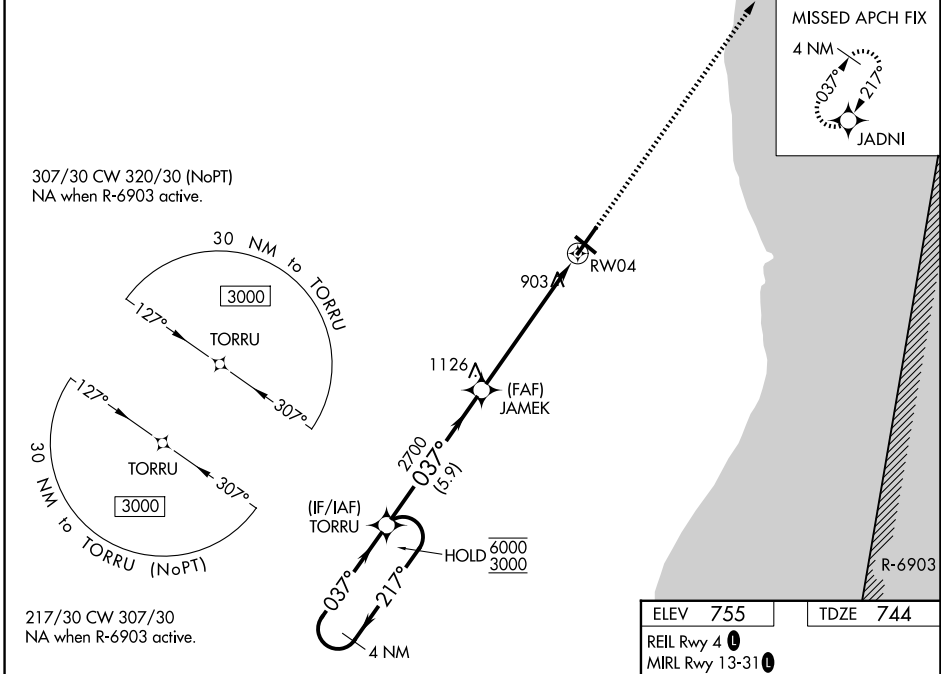 MISSED APCH FIX
4 NM
037°
217°
JADNI
307/30 CW 320/30 (NoPT)
NA when R-6903 active.
30 NM to TORRU
3000
127°
TORRU
307°
RW04
903
1126
(FAF)
JAMEK
127°
TORRU
307°
3000
30 NM to TORRU (NoPT)
2700
037°
(5.9)
(IF/IAF)
TORRU
HOLD 6000
3000
037°
217°
4 NM
R-6903
217/30 CW 307/30
NA when R-6903 active.
ELEV 755
TDZE 744
REIL Rwy 4 L
MIRL Rwy 13-31 L